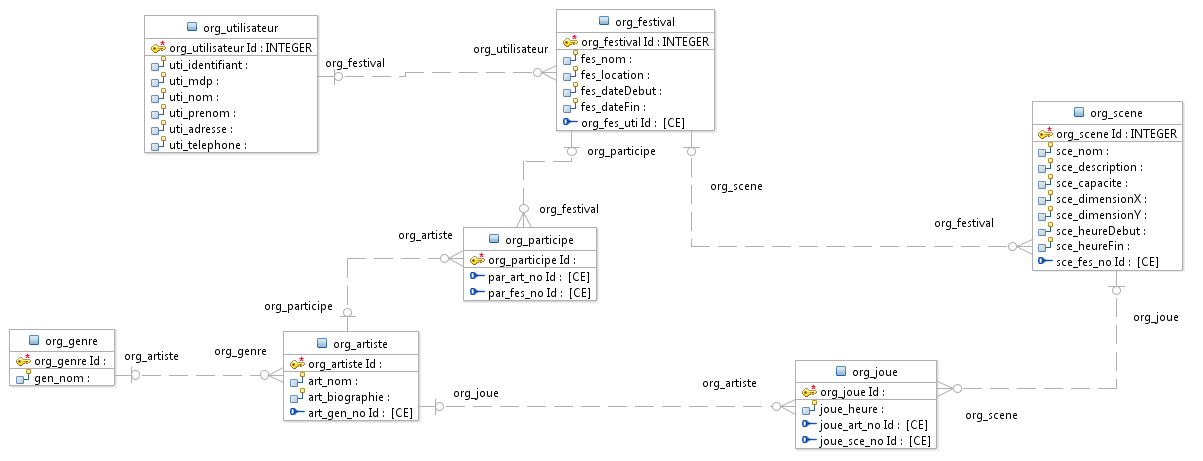 org_utilisateur
org_utilisateur Id : INTEGER
uti_identifiant :
uti_mdp :
uti_nom :
uti_prenom :
uti_adresse :
uti_telephone :
org_festival
org_utilisateur
org_festival
org_festival Id : INTEGER
fes_nom :
fes_location :
fes_dateDebut :
fes_dateFin :
org_fes_uti Id : [CE]
org_participe
org_scene
org_festival
org_scene
org_scene Id : INTEGER
sce_nom :
sce_description :
sce_capacite :
sce_dimensionX :
sce_dimensionY :
sce_heureDebut :
sce_heureFin :
sce_fes_no Id : [CE]
org_festival
org_artiste
org_participe
org_participe Id :
par_art_no Id : [CE]
par_fes_no Id : [CE]
org_participe
org_genre
org_genre Id :
gen_nom :
org_artiste
org_genre
org_artiste
org_artiste Id :
art_nom :
art_biographie :
art_gen_no Id : [CE]
org_joue
org_artiste
org_joue
org_joue Id :
joue_heure :
joue_art_no Id : [CE]
joue_sce_no Id : [CE]
org_joue
org_scene